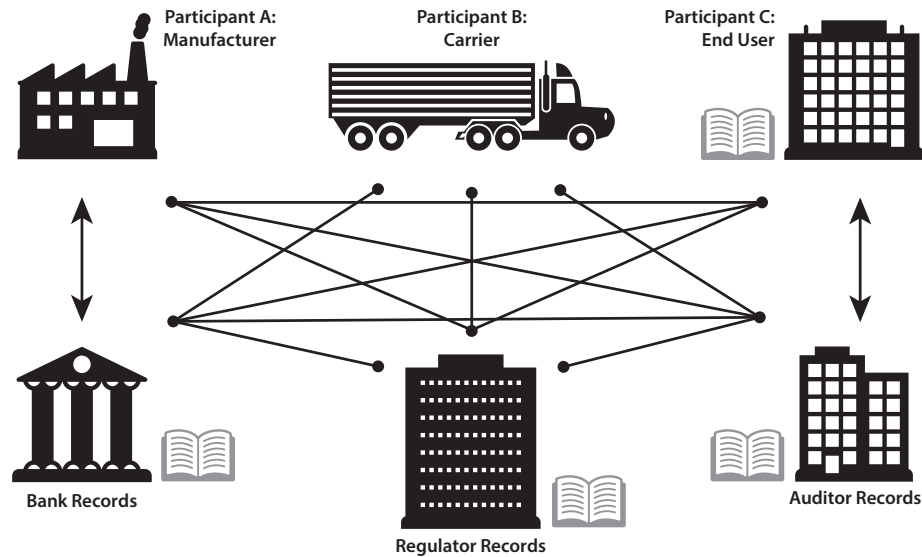 Participant A:
Manufacturer
Participant B:
Carrier
Participant C:
End User
Bank Records
Regulator Records
Auditor Records